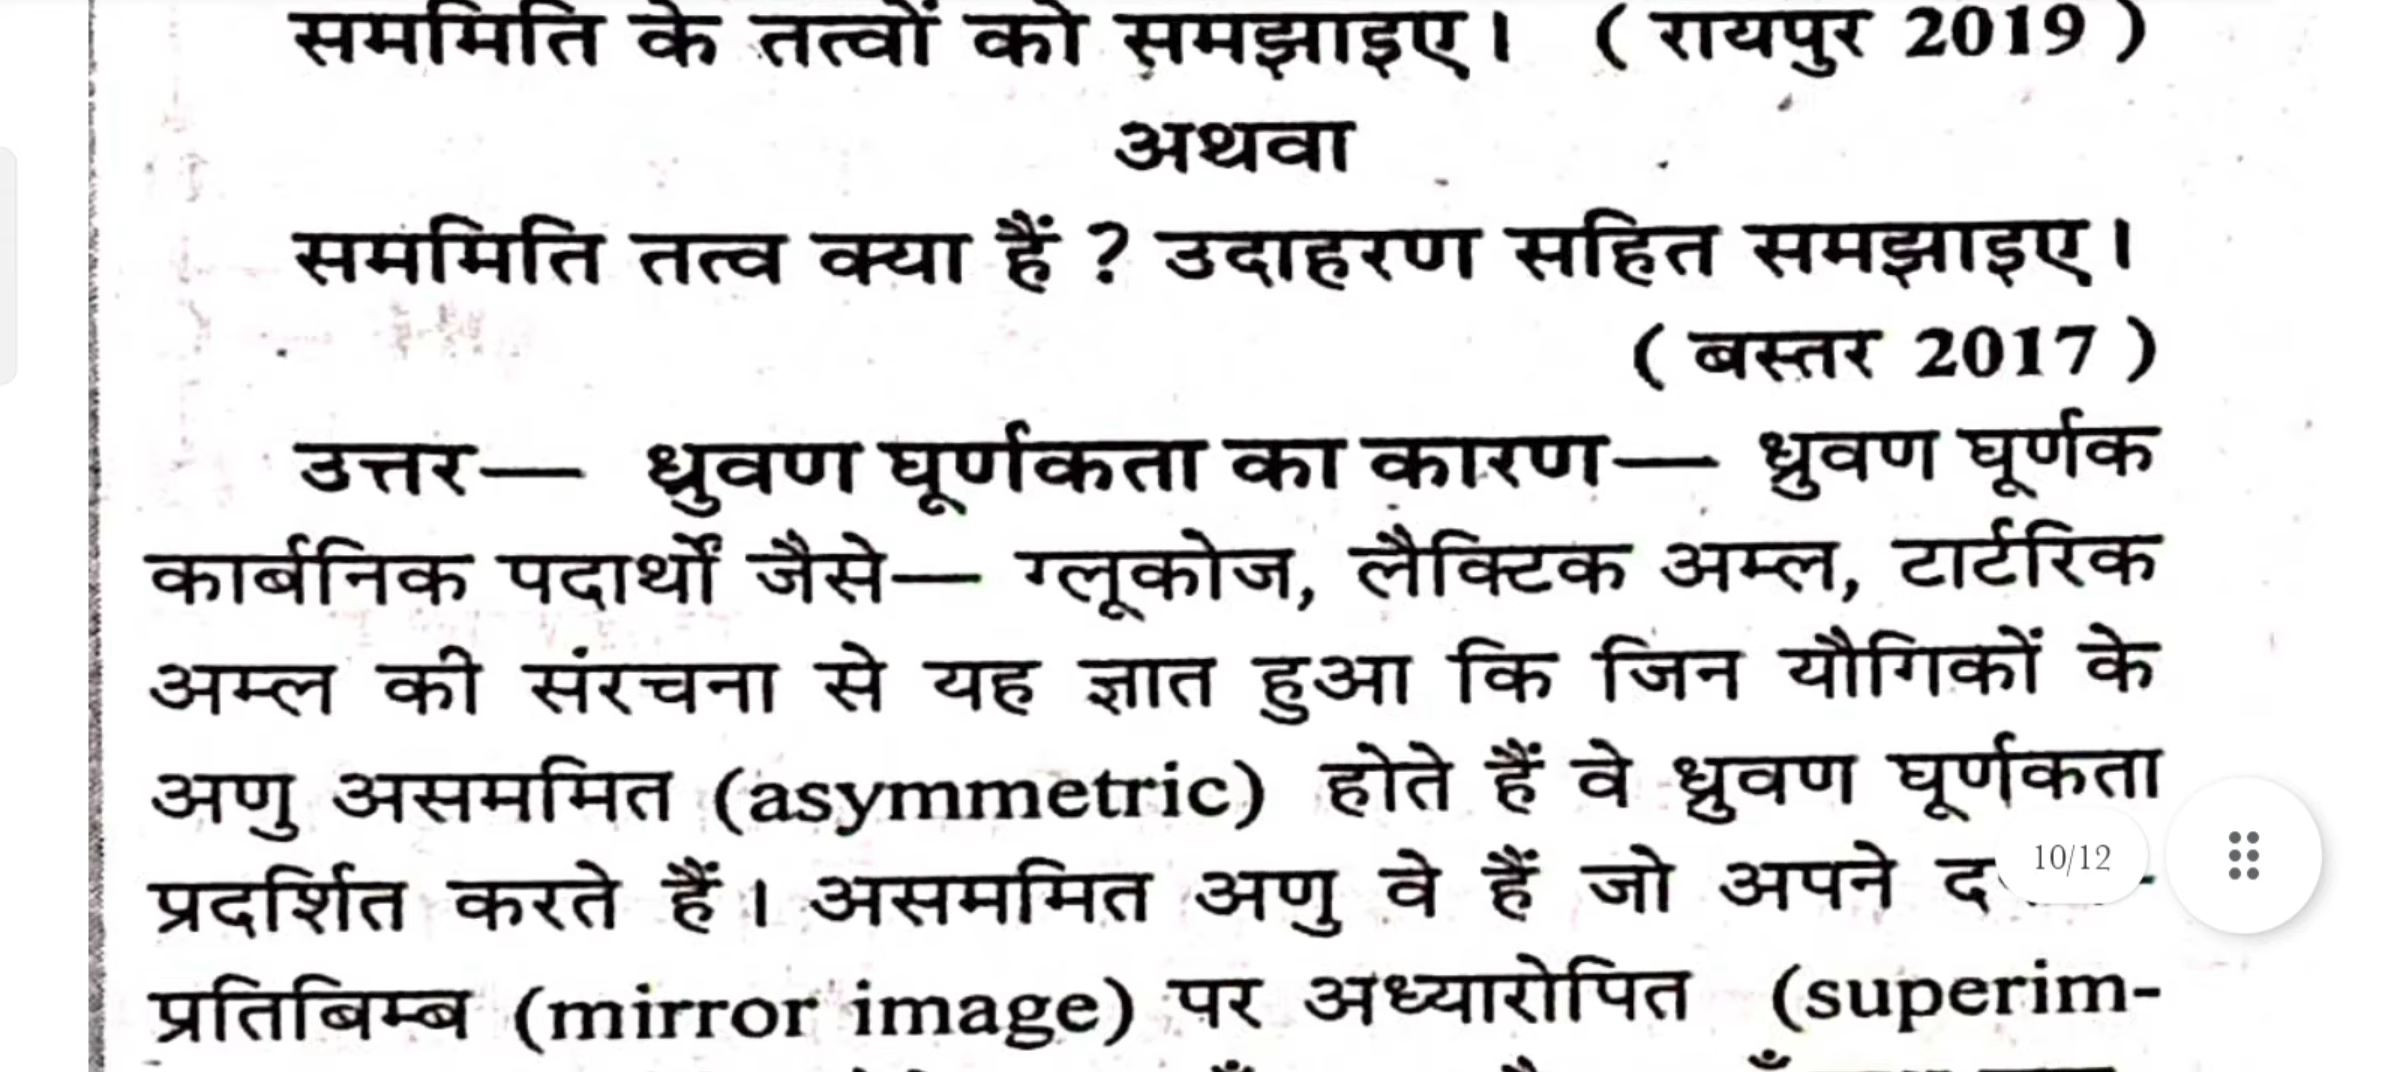 सममिति के तत्वों को समझाइए। ( रायपुर 2019 )
अथवा
सममिति तत्व क्या हैं ? उदाहरण सहित समझाइए।
( बस्तर 2017 )
उत्तर— ध्रुवण घूर्णकता का कारण— ध्रुवण घूर्णक
कार्बनिक पदार्थों जैसे— ग्लूकोज, लैक्टिक अम्ल, टार्टरिक
अम्ल की संरचना से यह ज्ञात हुआ कि जिन यौगिकों के
अणु असममित (asymmetric) होते हैं वे ध्रुवण घूर्णकता
प्रदर्शित करते हैं। असममित अणु वे हैं जो अपने
10/12
प्रतिबिम्ब (mirror image) पर अध्यारोपित (superim-